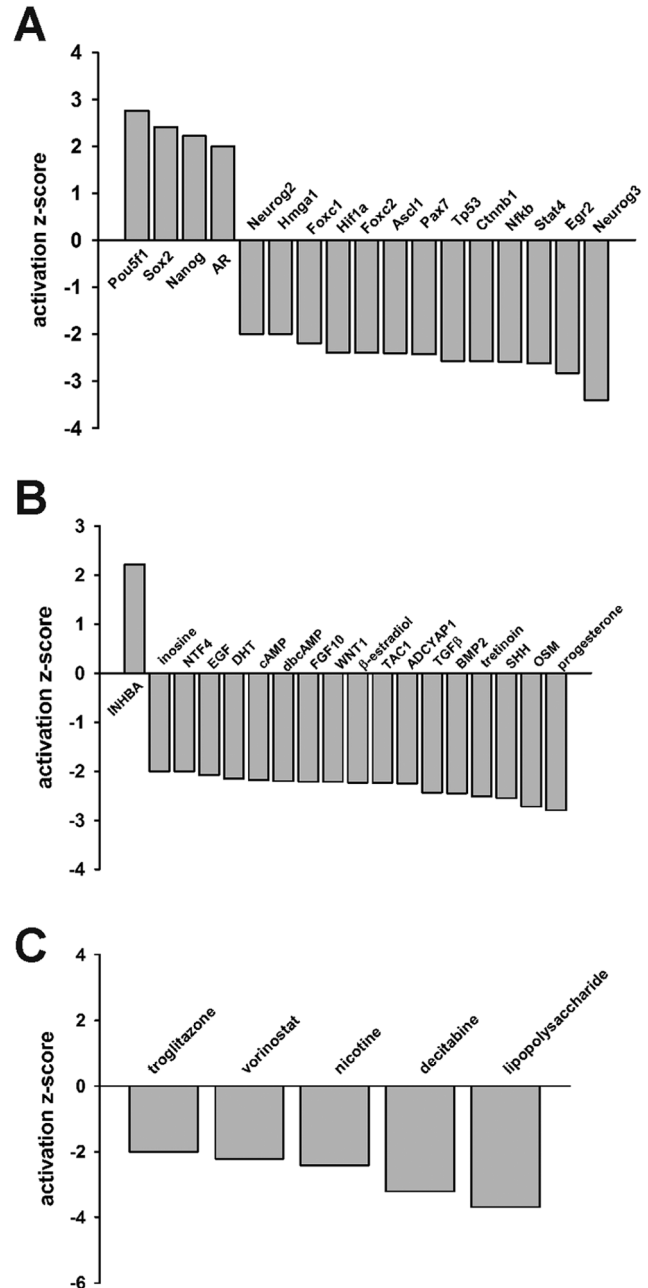 A
4
3
2
1
0
-1
-2
-3
-4
activation z-score
Pou5f1
Sox2
Nanog
AR
Neurog2
Hmga1
Foxc1
Hif1a
Foxc2
Ascl1
Pax7
Tp53
Ctnnb1
Nfkb
Stat4
Egr2
Neurog3
B
3
2
1
0
-1
-2
-3
-4
activation z-score
INHBA
inosine
NTF4
EGF
DHT
cAMP
dbcAMP
FGF10
WNT1
β-estradiol
TAC1
ADCYAP1
TGFβ
BMP2
tretinoin
SHH
OSM
progesterone
C
4
2
0
-2
-4
-6
activation z-score
troglitazone
vorinostat
nicotine
decitabine
lipopolysaccharide